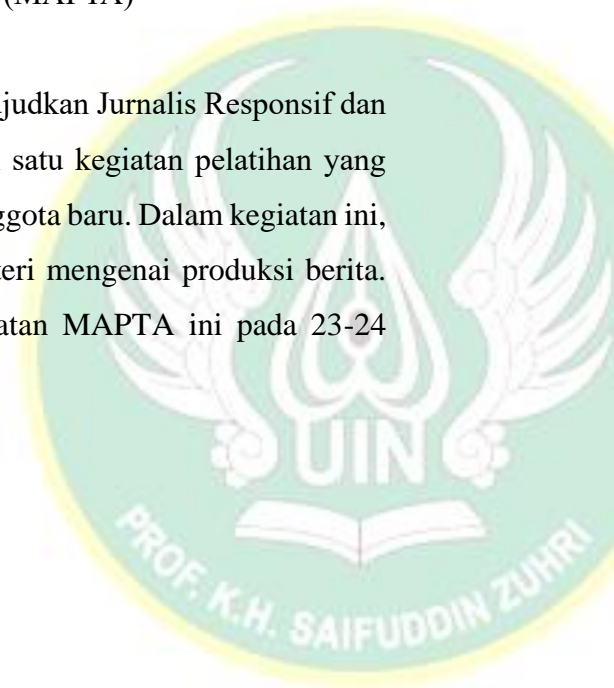 (MAPTA)
judkan Jurnalis Responsif dan
satu kegiatan pelatihan yang
ggota baru. Dalam kegiatan ini,
teri mengenai produksi berita.
atan MAPTA ini pada 23-24
UIN
PROF. K.H. SAIFUDDIN ZUHRI